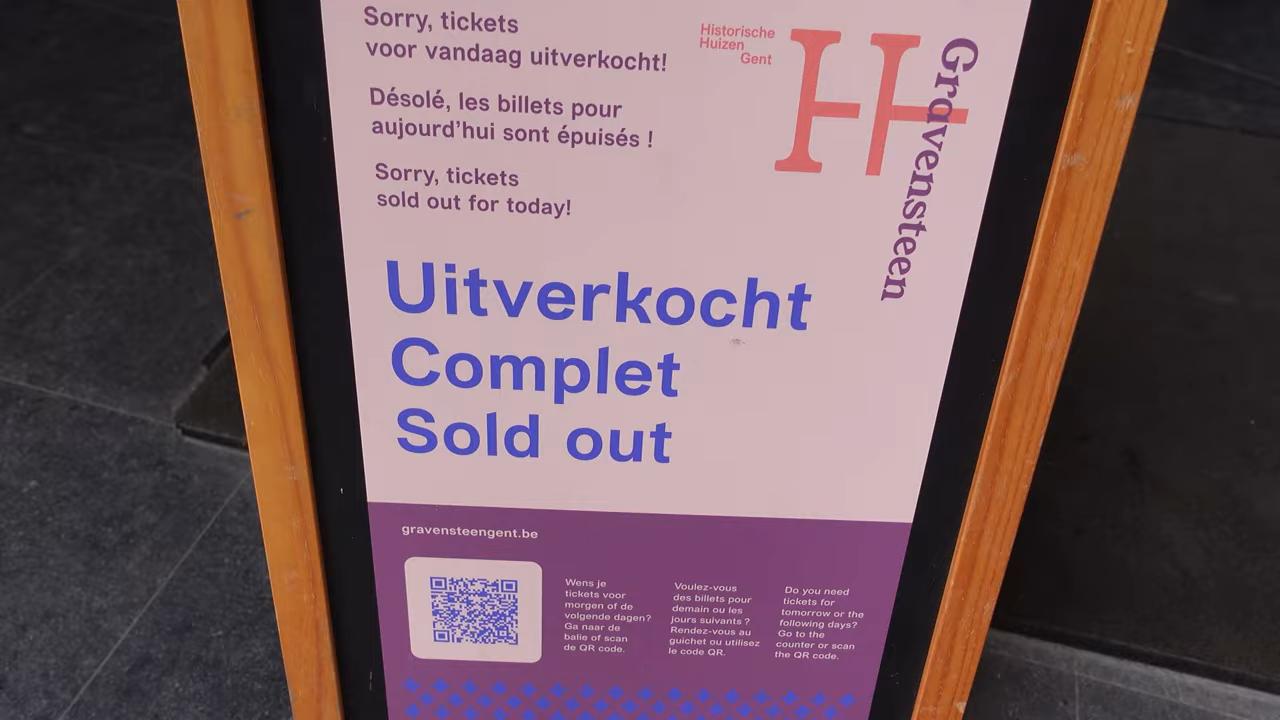 Sorry, tickets
voor vandaag uitverkocht!
Désolé, les billets pour
aujourd'hui sont épuisés !
Sorry, tickets
sold out for today!
Historische
Huizen
Gent
H
Gravensteen
Uitverkocht
Complet
Sold out
gravensteengent.be
Wens je
tickets voor
morgen of de
volgende dagen?
Ga naar de
balie of scan
de QR code.
Voulez-vous
des billets pour
demain ou les
jours suivants ?
Rendez-vous au
guichet ou utilisez
le code QR.
Do you need
tickets for
tomorrow or the
following days?
Go to the
counter or scan
the QR code.